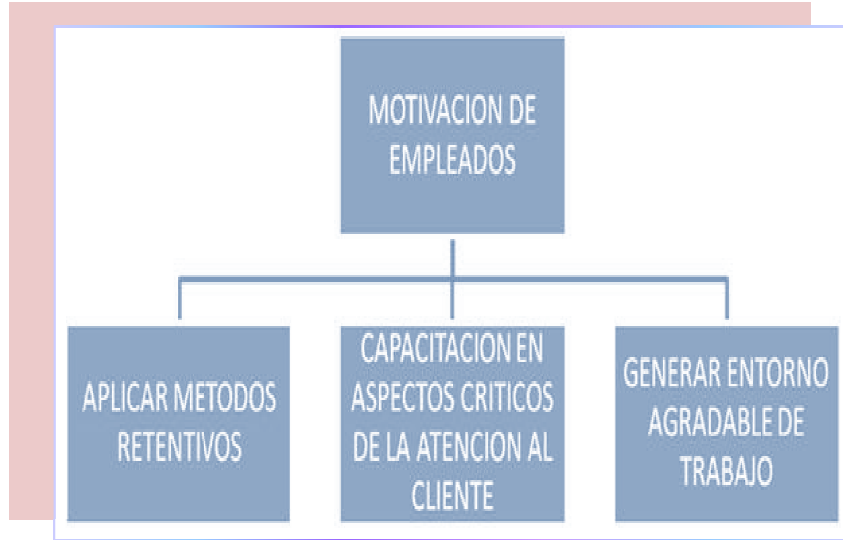 MOTIVACION DE
EMPLEADOS
APLICAR METODOS
RETENTIVOS
CAPACITACION EN
ASPECTOS CRITICOS
DE LA ATENCION AL
CLIENTE
GENERAR ENTORNO
AGRADABLE DE
TRABAJO